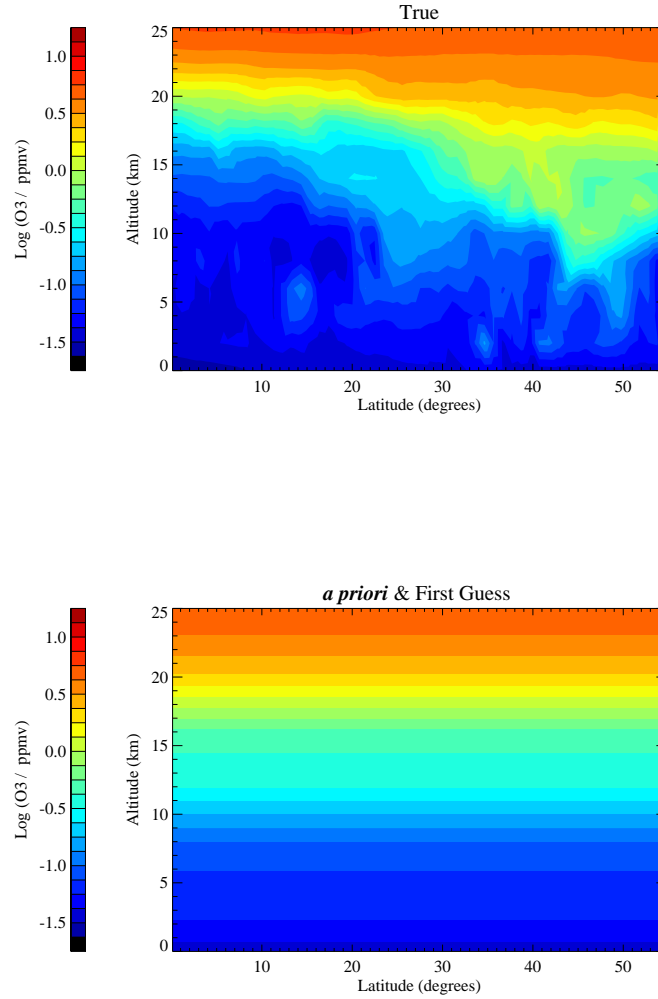 True
Log (O3 / ppmv)
1.0
0.5
0.0
-0.5
-1.0
-1.5
Altitude (km)
25
20
15
10
5
0
10 20 30 40 50
Latitude (degrees)
a priori & First Guess
Log (O3 / ppmv)
1.0
0.5
0.0
-0.5
-1.0
-1.5
Altitude (km)
25
20
15
10
5
0
10 20 30 40 50
Latitude (degrees)